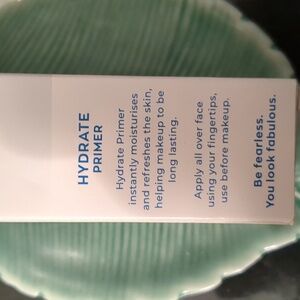 HYDRATE
PRIMER
Hydrate Primer
instantly moisturises
and refreshes the skin,
helping makeup to be
long lasting.
Apply all over face
using your fingertips,
use before makeup.
Be fearless.
You look fabulous.